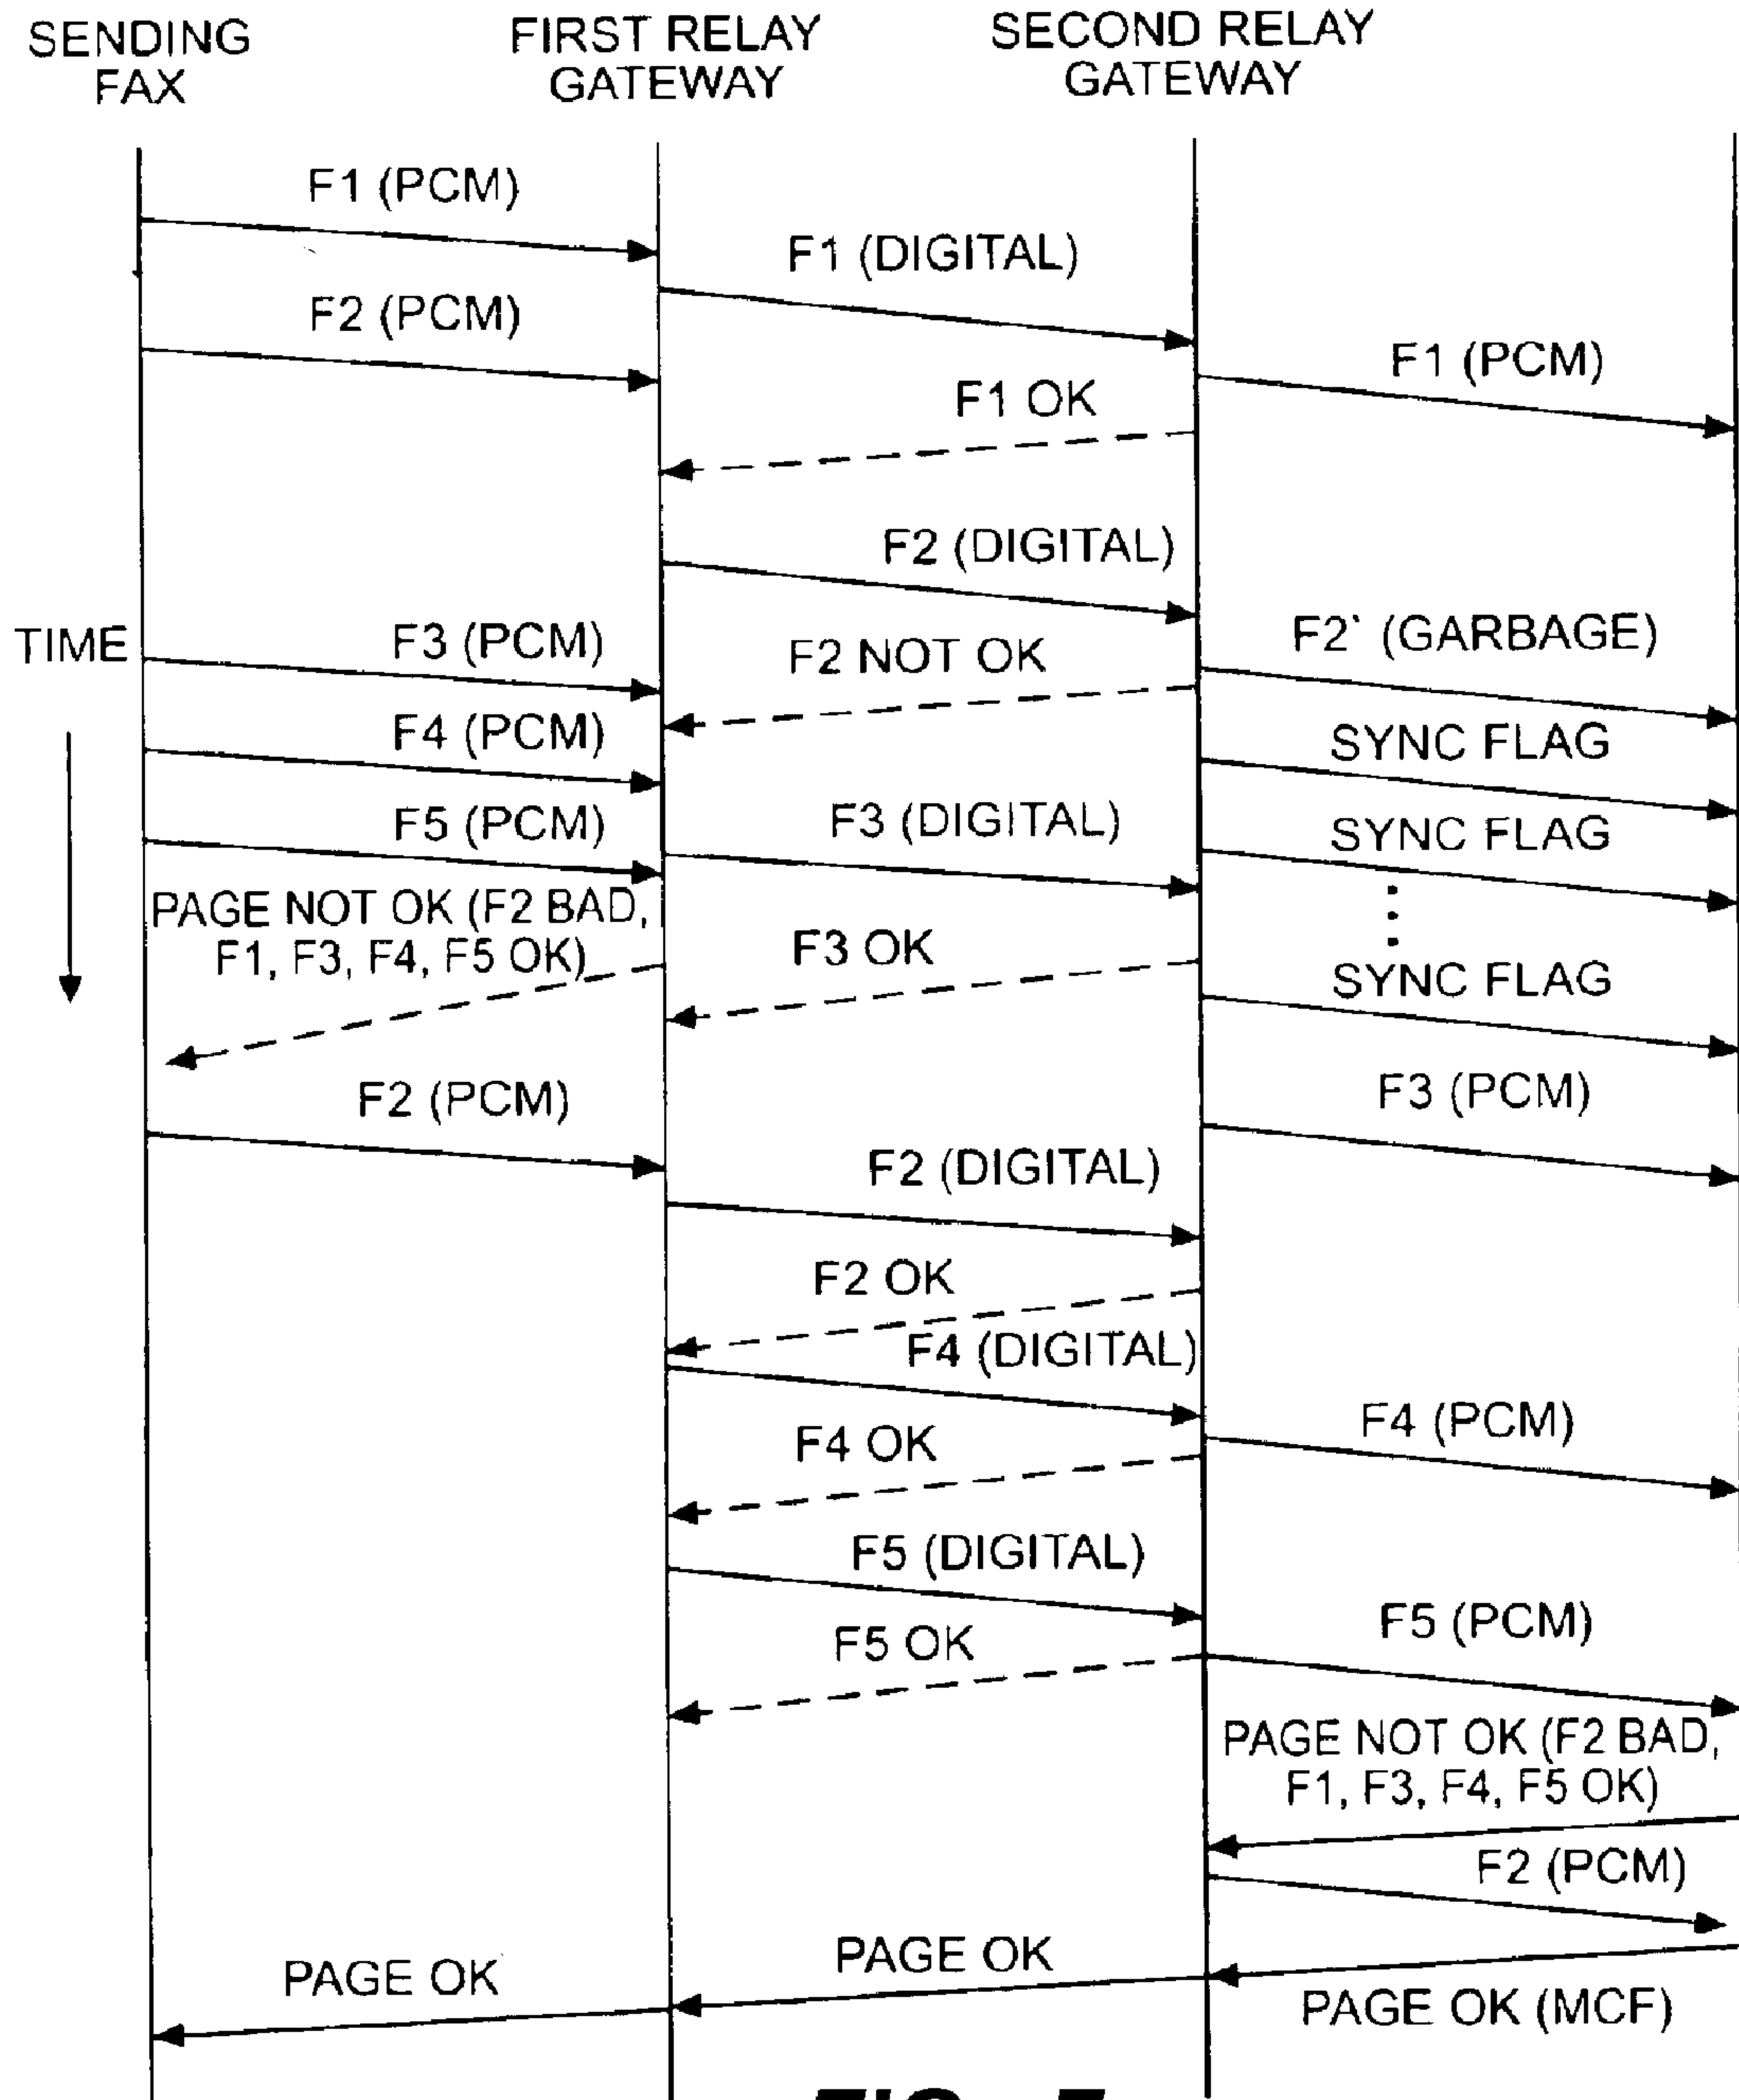 SENDING
FAX
FIRST RELAY
GATEWAY
SECOND RELAY
GATEWAY
F1 (PCM)
F1 (DIGITAL)
F2 (PCM)
F1 (PCM)
F1 OK
F2 (DIGITAL)
TIME
F3 (PCM)
F2 NOT OK
F2` (GARBAGE)
F4 (PCM)
SYNC FLAG
F5 (PCM)
F3 (DIGITAL)
SYNC FLAG
PAGE NOT OK (F2 BAD,
F1, F3, F4, F5 OK)
F3 OK
SYNC FLAG
F2 (PCM)
F3 (PCM)
F2 (DIGITAL)
F2 OK
F4 (DIGITAL)
F4 OK
F4 (PCM)
F5 (DIGITAL)
F5 OK
F5 (PCM)
PAGE NOT OK (F2 BAD,
F1, F3, F4, F5 OK)
F2 (PCM)
PAGE OK
PAGE OK
PAGE OK (MCF)